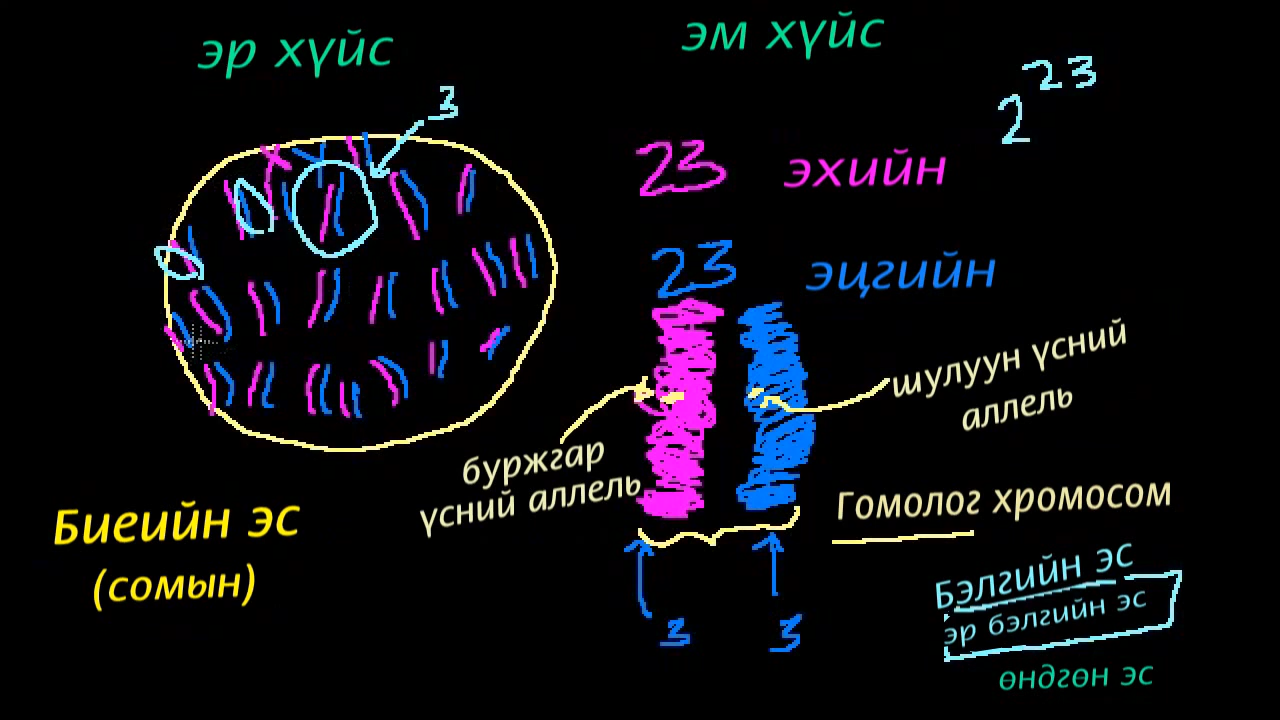 эр хүйс
эм хүйс
2^23
3
23 эхийн
23 эцгийн
шулуун үсний
аллель
буржгар
үсний аллель
Гомолог хромосом
Биеийн эс
(сомын)
Бэлгийн эс
эр бэлгийн эс
өндгөн эс
3 3